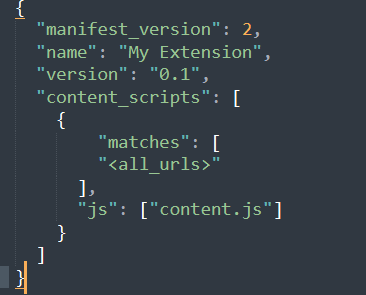 {
"manifest_version": 2,
"name": "My Extension",
"version": "0.1",
"content_scripts": [
{
"matches": [
"<all_urls>"
],
"js": ["content.js"]
}
]
}